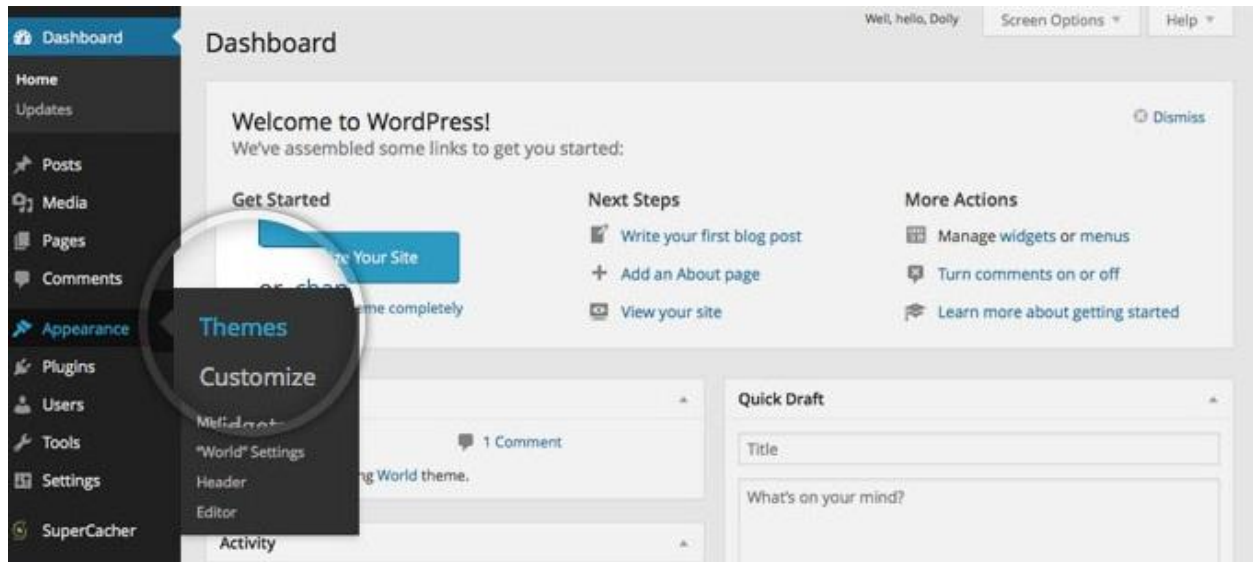 Well, hello, Dolly
Screen Options
Help
Dashboard
Home
Updates
Posts
Media
Pages
Comments
Appearance
Plugins
Users
Tools
Settings
SuperCacher
Dashboard
Welcome to WordPress!
We've assembled some links to get you started:
Dismiss
Get Started
Your Site
or
completely
Next Steps
Write your first blog post
Add an About page
View your site
More Actions
Manage widgets or menus
Turn comments on or off
Learn more about getting started
Themes
Customize
"World" Settings
Header
Editor
1 Comment
World theme.
Activity
Quick Draft
Title
What's on your mind?